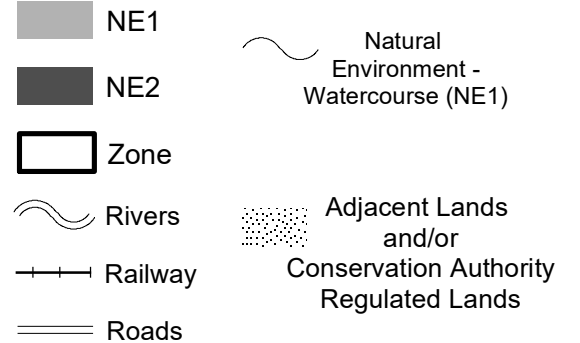 NE1
NE2
Zone
Rivers
Railway
Roads
Natural
Environment -
Watercourse (NE1)
Adjacent Lands
and/or
Conservation Authority
Regulated Lands